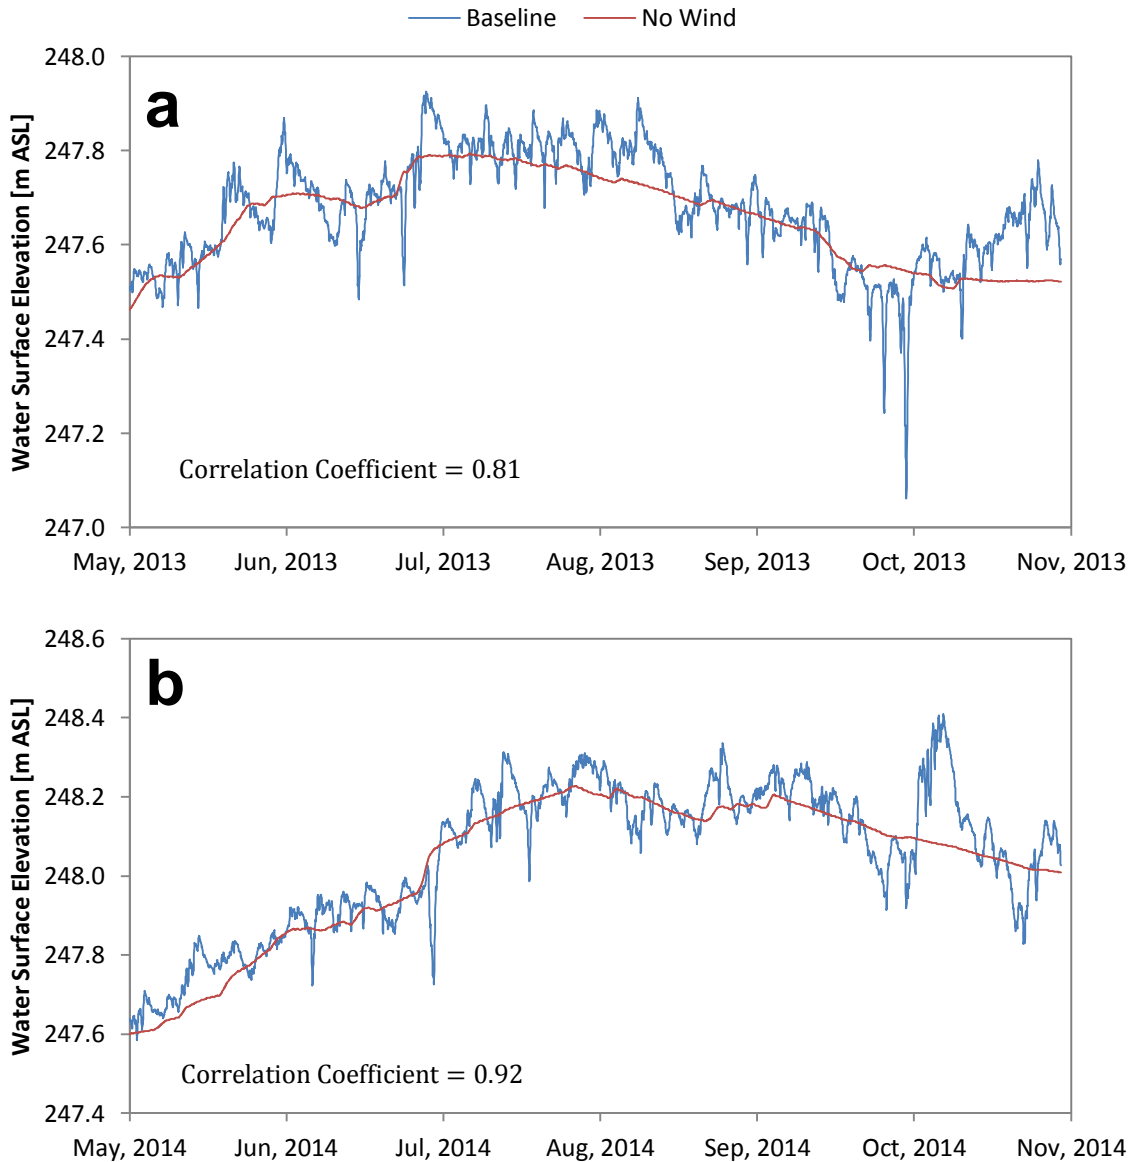 Baseline No Wind
a
Water Surface Elevation [m ASL]
248.0
247.8
247.6
247.4
247.2
247.0
Correlation Coefficient = 0.81
May, 2013 Jun, 2013 Jul, 2013 Aug, 2013 Sep, 2013 Oct, 2013 Nov, 2013
b
Water Surface Elevation [m ASL]
248.6
248.4
248.2
248.0
247.8
247.6
247.4
Correlation Coefficient = 0.92
May, 2014 Jun, 2014 Jul, 2014 Aug, 2014 Sep, 2014 Oct, 2014 Nov, 2014